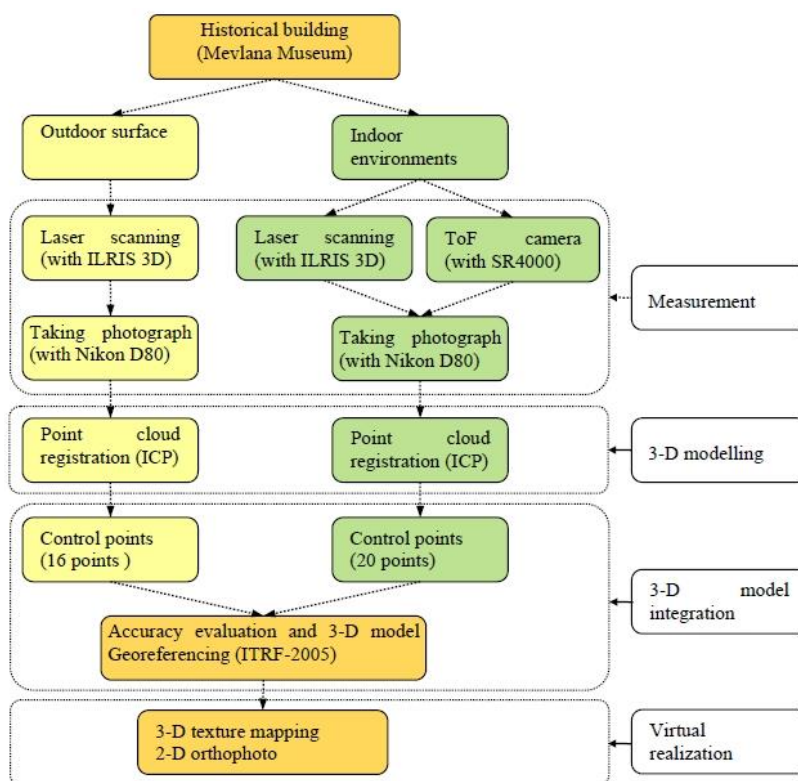 Historical building
(Mevlana Museum)
Outdoor surface
Indoor
environments
Laser scanning
(with ILRIS 3D)
Laser scanning
(with ILRIS 3D)
ToF camera
(with SR4000)
Measurement
Taking photograph
(with Nikon D80)
Taking photograph
(with Nikon D80)
Point cloud
registration (ICP)
Point cloud
registration (ICP)
3-D modelling
Control points
(16 points )
Control points
(20 points)
3-D model
integration
Accuracy evaluation and 3-D model
Georeferencing (ITRF-2005)
3-D texture mapping
2-D orthophoto
Virtual
realization